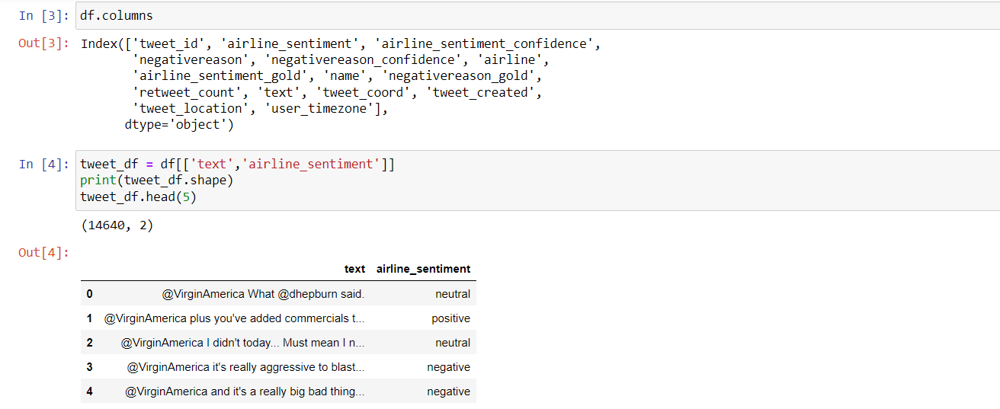 In [3]: df.columns
Out[3]: Index(['tweet_id', 'airline_sentiment', 'airline_sentiment_confidence',
'negativereason', 'negativereason_confidence', 'airline',
'airline_sentiment_gold', 'name', 'negativereason_gold',
'retweet_count', 'text', 'tweet_coord', 'tweet_created',
'tweet_location', 'user_timezone'],
dtype='object')
In [4]: tweet_df = df[['text','airline_sentiment']]
print(tweet_df.shape)
tweet_df.head(5)
(14640, 2)
Out[4]:
text airline_sentiment
0 @VirginAmerica What @dhepburn said. neutral
1 @VirginAmerica plus you've added commercials t... positive
2 @VirginAmerica I didn't today... Must mean I n... neutral
3 @VirginAmerica it's really aggressive to blast... negative
4 @VirginAmerica and it's a really big bad thing... negative